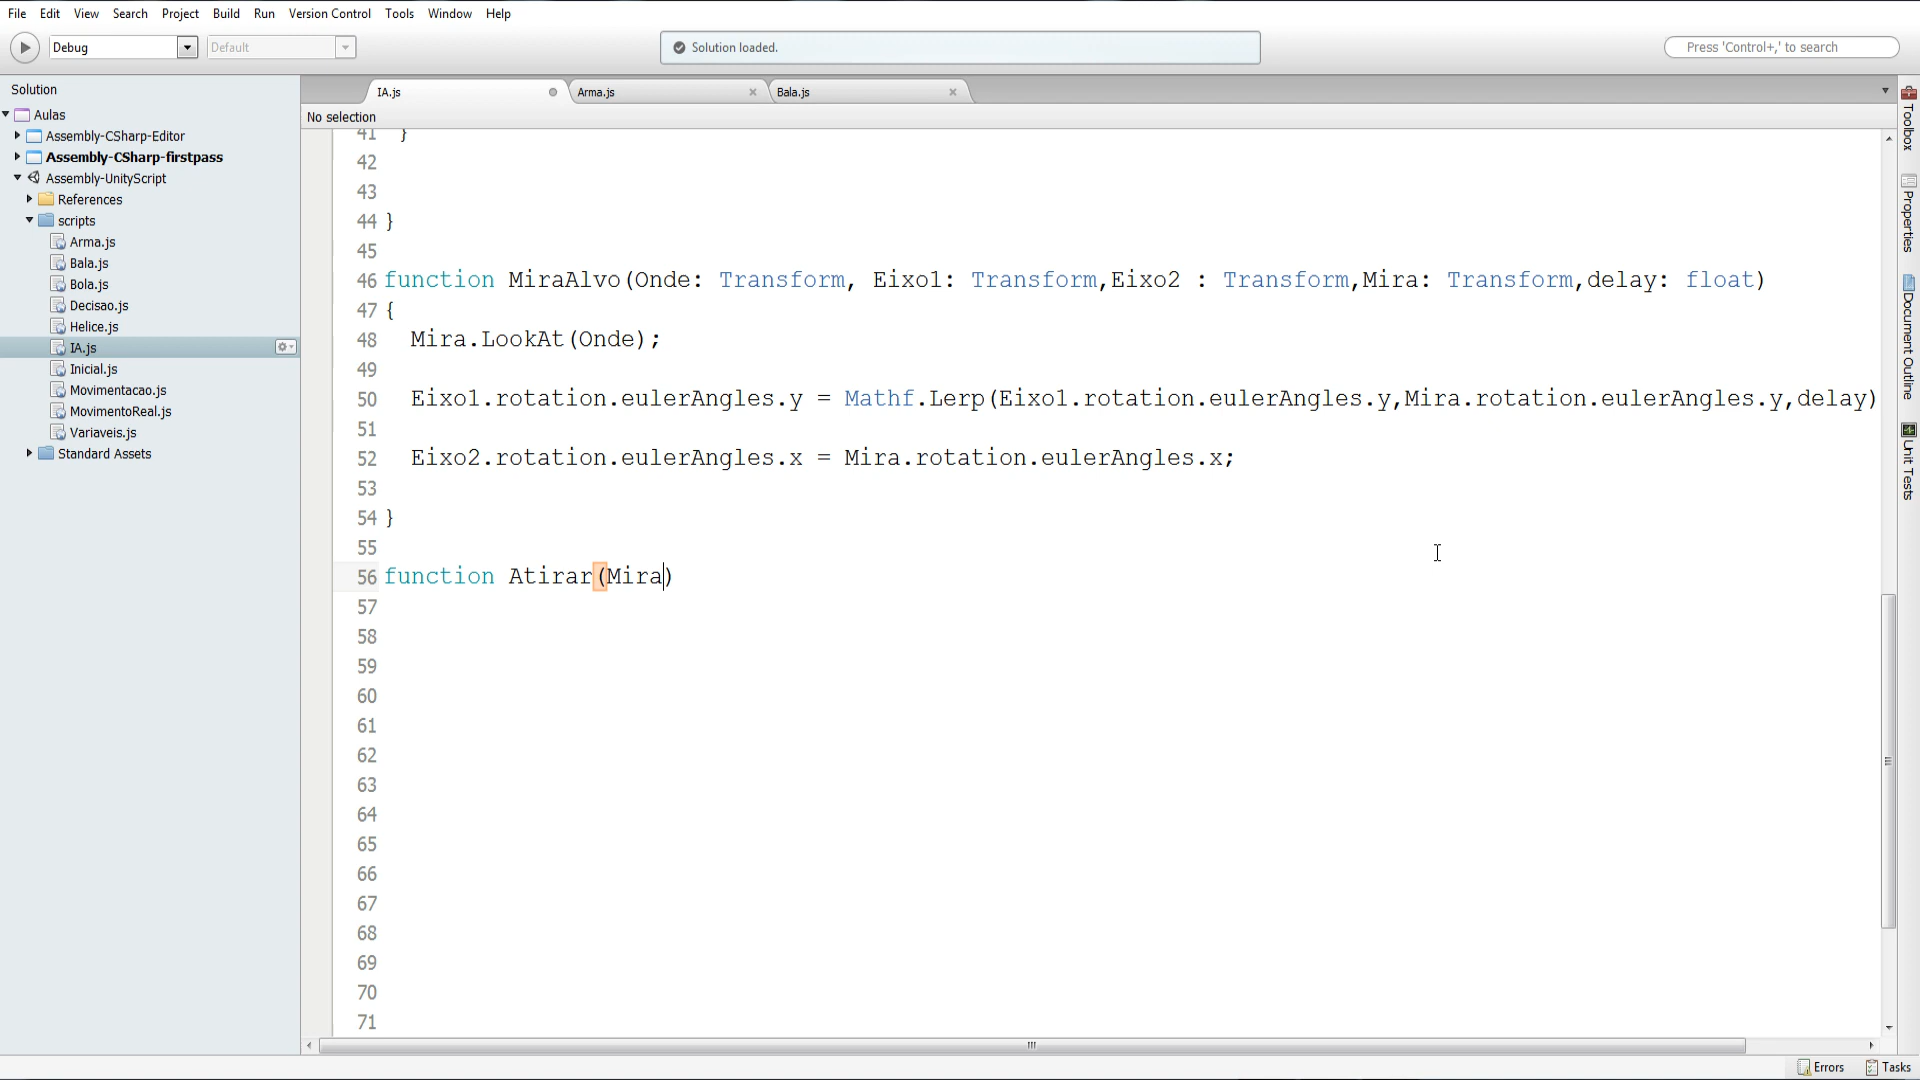 File Edit View Search Project Build Run Version Control Tools Window Help
Debug Default Solution loaded. Press 'Control+,' to search
Solution
Aulas
Assembly-CSharp-Editor
Assembly-CSharp-firstpass
Assembly-UnityScript
References
scripts
Arma.js
Bala.js
Bola.js
Decisao.js
Helice.js
IA.js
Inicial.js
Movimentacao.js
MovimentoReal.js
Variaveis.js
Standard Assets
IA.js Arma.js Bala.js
No selection
41 }
42
43
44 }
45
46 function MiraAlvo(Onde: Transform, Eixo1: Transform,Eixo2 : Transform,Mira: Transform,delay: float)
47 {
48 Mira.LookAt(Onde);
49
50 Eixo1.rotation.eulerAngles.y = Mathf.Lerp(Eixo1.rotation.eulerAngles.y,Mira.rotation.eulerAngles.y,delay)
51
52 Eixo2.rotation.eulerAngles.x = Mira.rotation.eulerAngles.x;
53
54 }
55
56 function Atirar(Mira)
57
58
59
60
61
62
63
64
65
66
67
68
69
70
71
Toolbox
Properties
Document Outline
Unit Tests
Errors Tasks